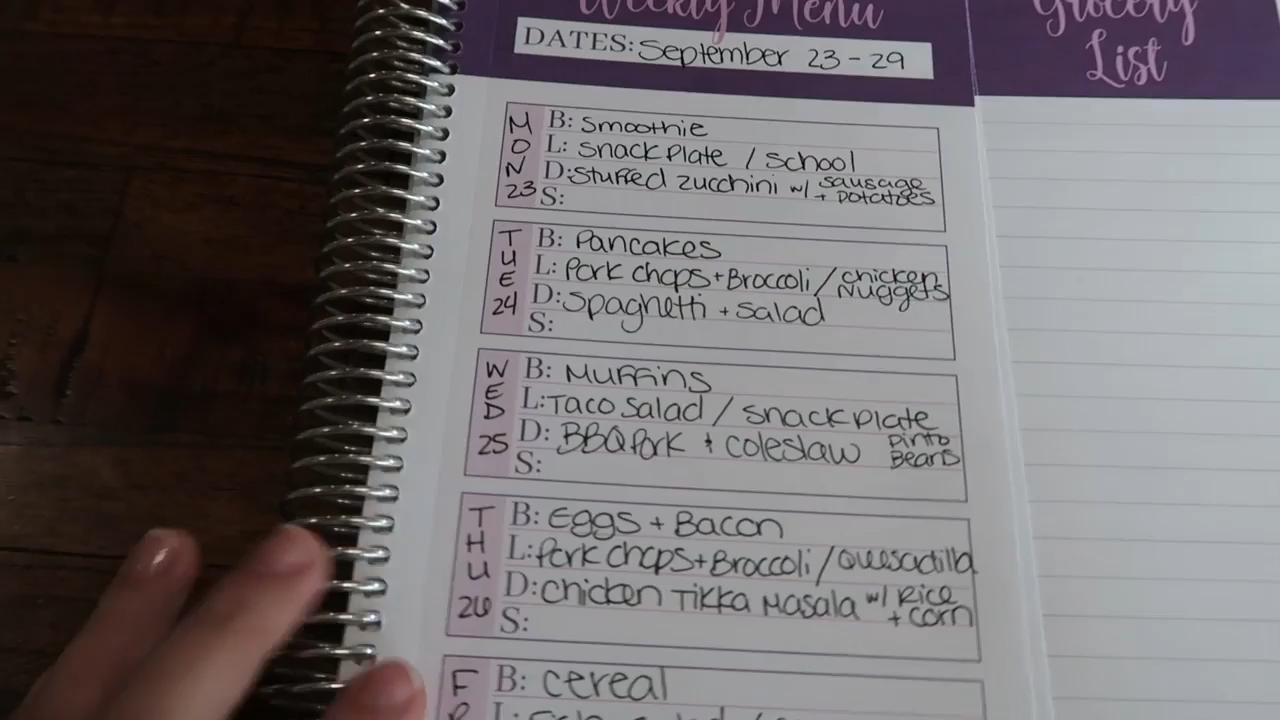 Weekly Menu
DATES: September 23-29
MON 23
B: Smoothie
L: Snack Plate / School
D: Stuffed zucchini w/ sausage + potatoes
S:
TUE 24
B: Pancakes
L: Pork chops + Broccoli / chicken Nuggets
D: Spaghetti + salad
S:
WED 25
B: Muffins
L: Taco Salad / Snack plate
D: BBQ Pork + coleslaw Pinto Beans
S:
THU 26
B: Eggs + Bacon
L: Pork chops + Broccoli / Quesadilla
D: Chicken Tikka Masala w/ Rice + corn
S:
F
B: cereal
L:
Grocery
List